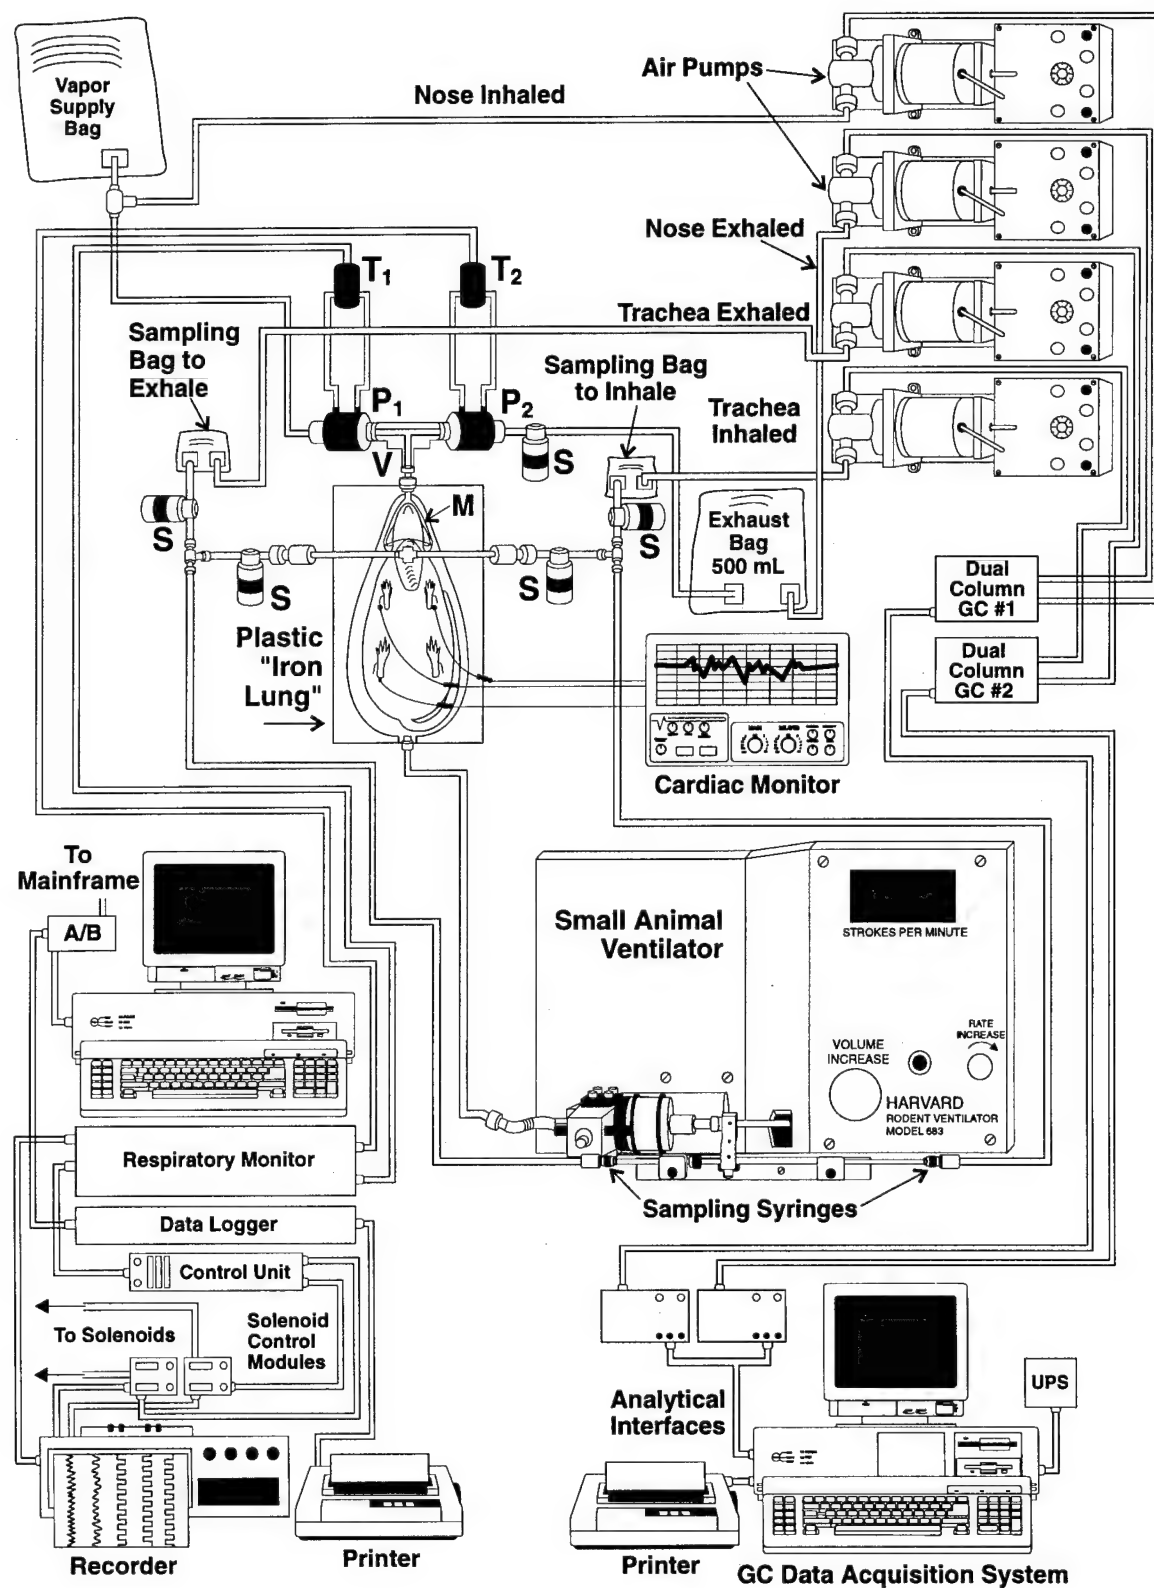 Vapor
Supply
Bag
Nose Inhaled
Air Pumps
Nose Exhaled
T1
T2
Trachea Exhaled
Sampling
Bag to
Exhale
Sampling Bag
to Inhale
Trachea
Inhaled
P1
P2
V
S
M
S
S
S
S
Exhaust
Bag
500 mL
Dual
Column
GC #1
Dual
Column
GC #2
Plastic
"Iron
Lung"
Cardiac Monitor
To
Mainframe
A/B
Small Animal
Ventilator
STROKES PER MINUTE
RATE
INCREASE
VOLUME
INCREASE
HARVARD
RODENT VENTILATOR
MODEL 683
Respiratory Monitor
Sampling Syringes
Data Logger
Control Unit
To Solenoids
Solenoid
Control
Modules
Analytical
Interfaces
UPS
Recorder
Printer
Printer
GC Data Acquisition System